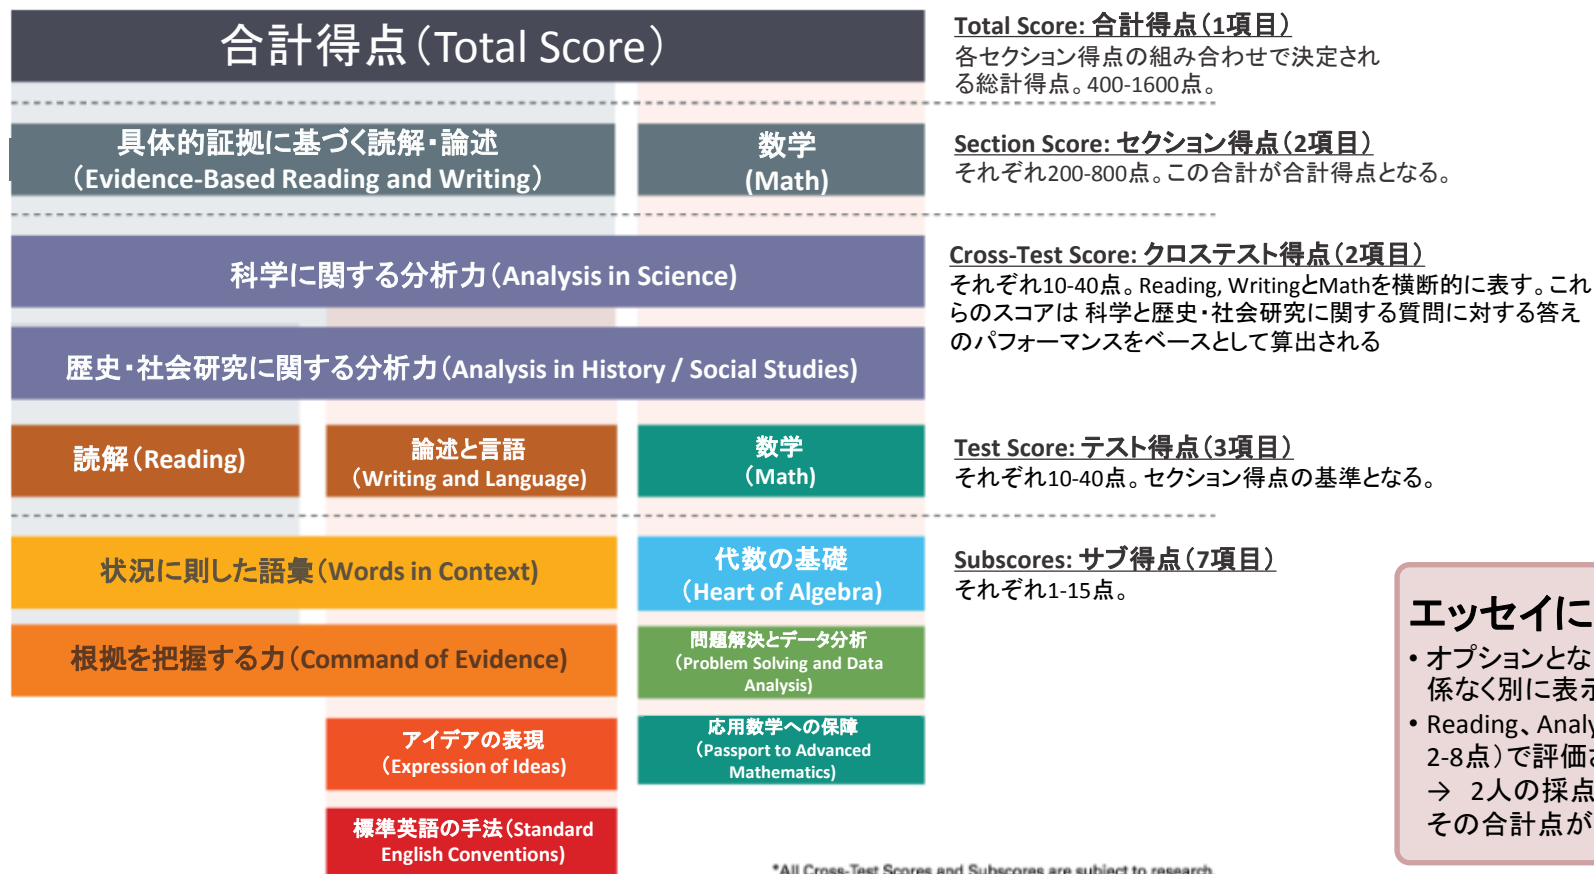 合計得点（Total Score）
Total Score: 合計得点（1項目）
各セクション得点の組み合わせで決定され
る総計得点。400-1600点。
具体的証拠に基づく読解・論述
（Evidence-Based Reading and Writing）
数学
(Math)
Section Score: セクション得点（2項目）
それぞれ200-800点。この合計が合計得点となる。
科学に関する分析力（Analysis in Science)
歴史・社会研究に関する分析力（Analysis in History / Social Studies)
Cross-Test Score: クロステスト得点（2項目）
それぞれ10-40点。Reading, WritingとMathを横断的に表す。これ
らのスコアは 科学と歴史・社会研究に関する質問に対する答え
のパフォーマンスをベースとして算出される
読解（Reading)
論述と言語
（Writing and Language)
数学
（Math)
Test Score: テスト得点（3項目）
それぞれ10-40点。セクション得点の基準となる。
状況に則した語彙（Words in Context)
代数の基礎
（Heart of Algebra)
Subscores: サブ得点（7項目）
それぞれ1-15点。
根拠を把握する力（Command of Evidence)
問題解決とデータ分析
（Problem Solving and Data
Analysis)
アイデアの表現
（Expression of Ideas)
応用数学への保障
（Passport to Advanced
Mathematics)
標準英語の手法（Standard
English Conventions)
エッセイに
• オプションとな
係なく別に表示
• Reading、Analy
2-8点）で評価さ
→ 2人の採点
その合計点が
*All Cross-Test Scores and Subscores are subject to research.